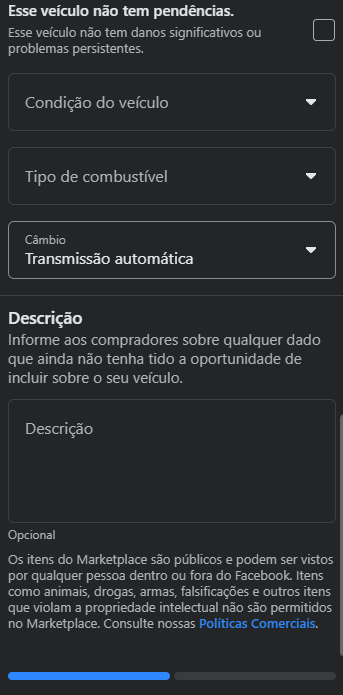 Esse veículo não tem pendências.
Esse veículo não tem danos significativos ou
problemas persistentes.
Condição do veículo
Tipo de combustível
Câmbio
Transmissão automática
Descrição
Informe aos compradores sobre qualquer dado
que ainda não tenha tido a oportunidade de
incluir sobre o seu veículo.
Descrição
Opcional
Os itens do Marketplace são públicos e podem ser vistos
por qualquer pessoa dentro ou fora do Facebook. Itens
como animais, drogas, armas, falsificações e outros itens
que violam a propriedade intelectual não são permitidos
no Marketplace. Consulte nossas Políticas Comerciais.